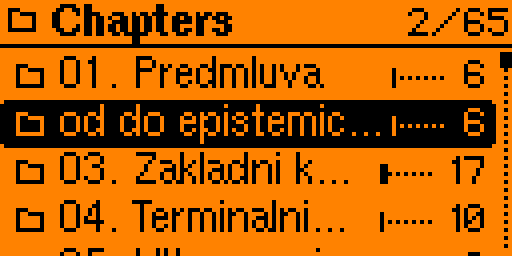 Chapters 2/65
01. Predmluva 6
od do epistemic... 6
03. Zakladni k... 17
04. Terminalni... 10